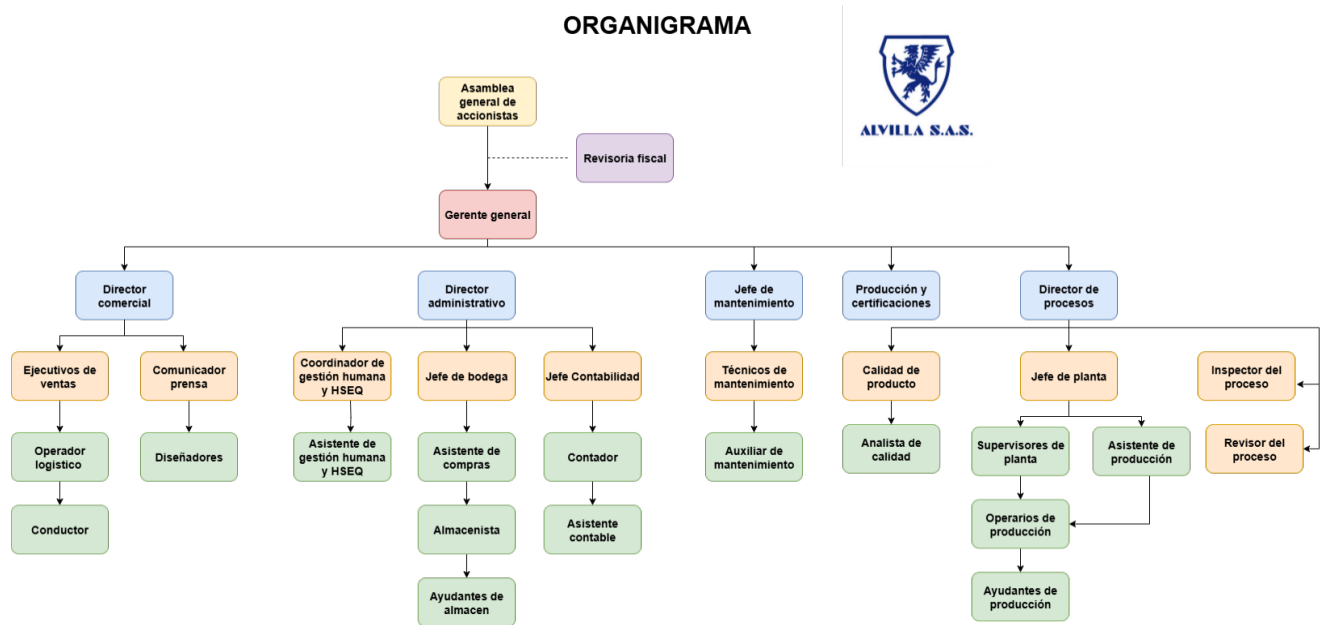 ORGANIGRAMA
ALVILLA S.A.S.
Asamblea
general de
accionistas
Revisoria fiscal
Gerente general
Director
comercial
Director
administrativo
Jefe de
mantenimiento
Producción y
certificaciones
Director de
procesos
Ejecutivos de
ventas
Comunicador
prensa
Coordinador de
gestión humana
y HSEQ
Jefe de bodega
Jefe Contabilidad
Técnicos de
mantenimiento
Calidad de
producto
Jefe de planta
Inspector del
proceso
Operador
logistico
Diseñadores
Asistente de
gestión humana
y HSEQ
Asistente de
compras
Contador
Auxiliar de
mantenimiento
Analista de
calidad
Supervisores de
planta
Asistente de
producción
Revisor del
proceso
Conductor
Almacenista
Asistente
contable
Operarios de
producción
Ayudantes de
almacen
Ayudantes de
producción